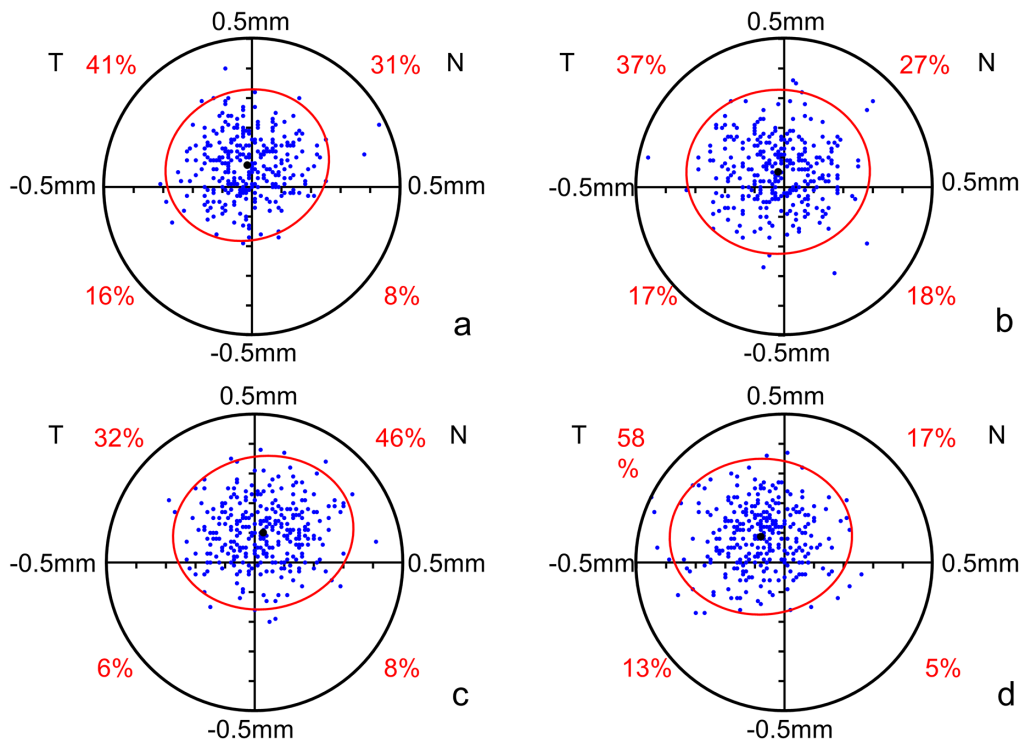 0.5mm
T 41% 31% N
-0.5mm 0.5mm
16% 8%
a
-0.5mm
0.5mm
T 37% 27% N
-0.5mm 0.5mm
17% 18%
b
-0.5mm
0.5mm
T 32% 46% N
-0.5mm 0.5mm
6% 8%
c
-0.5mm
0.5mm
T 58 17% N
%
-0.5mm 0.5mm
13% 5%
d
-0.5mm